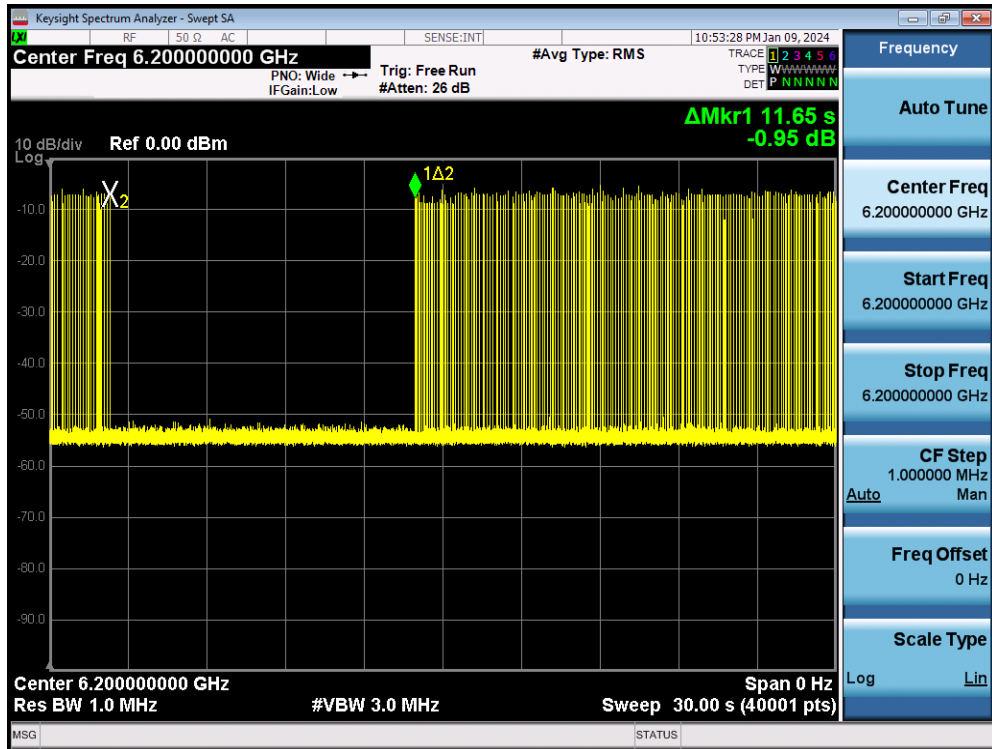 Keysight Spectrum Analyzer - Swept SA
LXI RF 50 Ω AC SENSE:INT 10:53:28 PM Jan 09, 2024
Center Freq 6.200000000 GHz
PNO: Wide
IFGain:Low
Trig: Free Run
#Atten: 26 dB
#Avg Type: RMS
TRACE 1 2 3 4 5 6
TYPE WWWWWW
DET P N N N N N
ΔMkr1 11.65 s
-0.95 dB
10 dB/div Ref 0.00 dBm
Log
1Δ2
X2
-10.0
-20.0
-30.0
-40.0
-50.0
-60.0
-70.0
-80.0
-90.0
Center 6.200000000 GHz Span 0 Hz
Res BW 1.0 MHz #VBW 3.0 MHz Sweep 30.00 s (40001 pts)
MSG STATUS
Frequency
Auto Tune
Center Freq
6.200000000 GHz
Start Freq
6.200000000 GHz
Stop Freq
6.200000000 GHz
CF Step
1.000000 MHz
Auto Man
Freq Offset
0 Hz
Scale Type
Log Lin